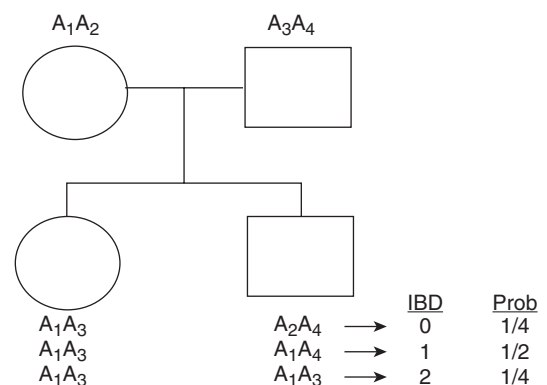 A₁A₂ A₃A₄
IBD Prob
A₁A₃ A₂A₄ → 0 1/4
A₁A₃ A₁A₄ → 1 1/2
A₁A₃ A₁A₃ → 2 1/4